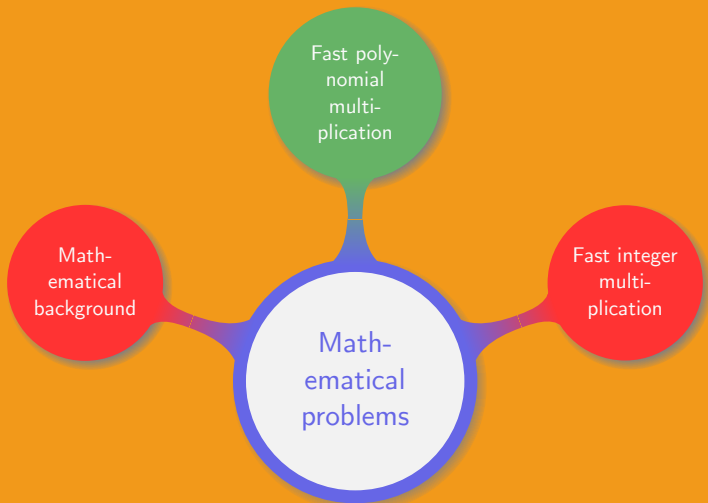 Fast poly-
nomial
multi-
plication
Math-
ematical
background
Fast integer
multi-
plication
Math-
ematical
problems